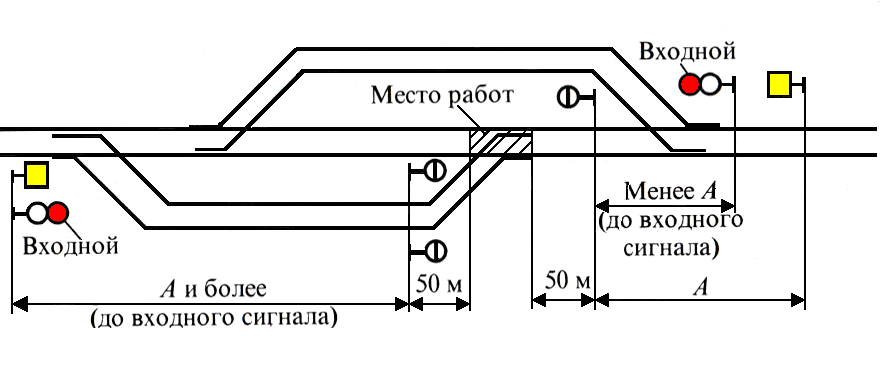 Входной
Место работ
Менее А
(до входного
сигнала)
Входной
А и более
(до входного сигнала)
50 м
50 м
А